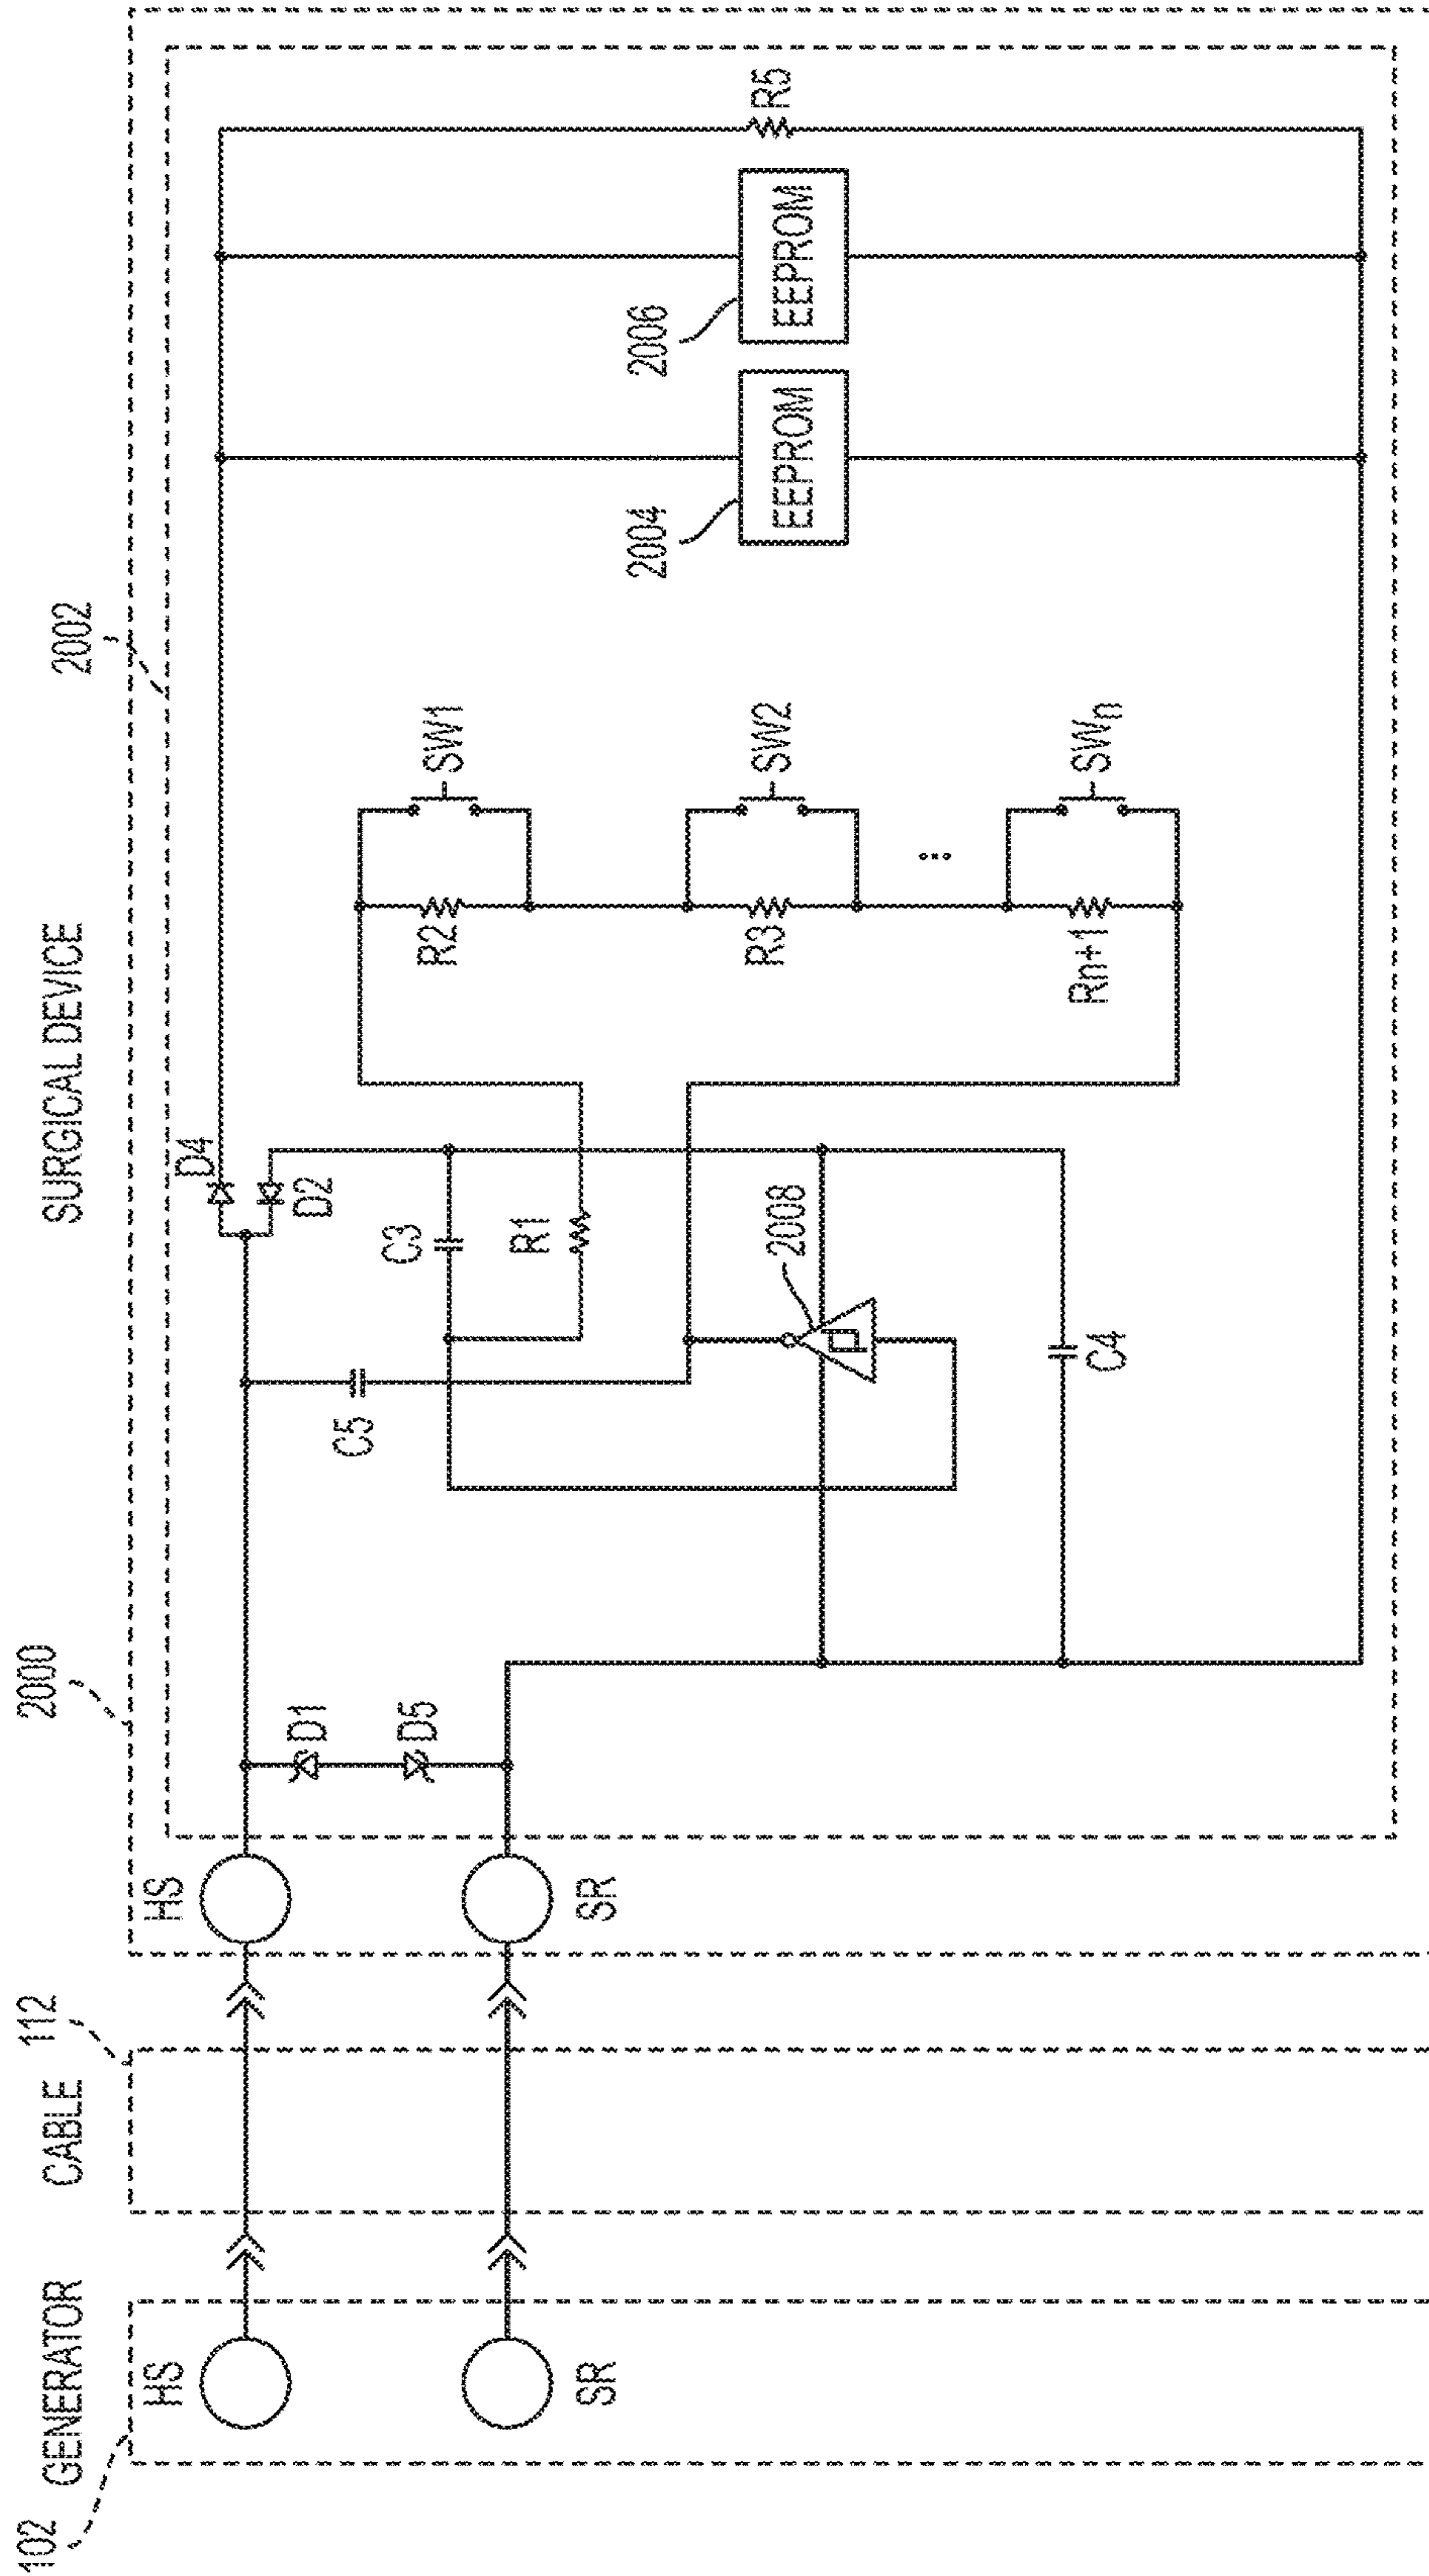 102
GENERATOR
CABLE
112
2000
SURGICAL DEVICE
2002
HS
HS
SR
SR
D1
D5
D4
D2
C5
C3
R1
2008
C4
R2
SW1
R3
SW2
Rn+1
SWn
2004
EEPROM
2006
EEPROM
R5